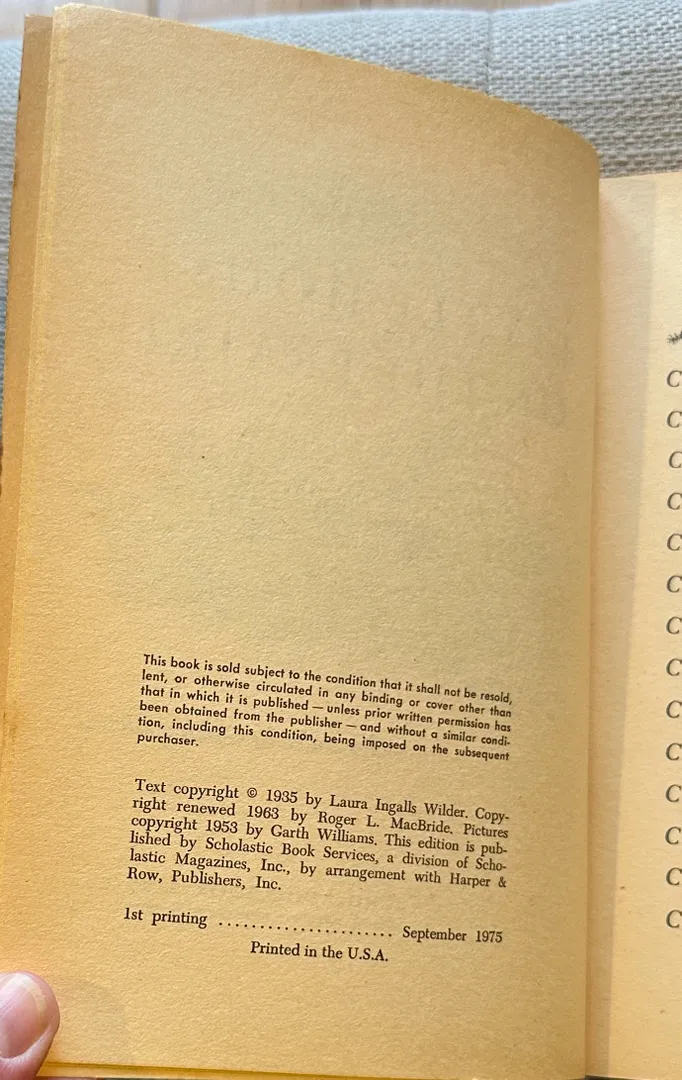 This book is sold subject to the condition that it shall not be resold,
lent, or otherwise circulated in any binding or cover other than
that in which it is published — unless prior written permission has
been obtained from the publisher — and without a similar condi-
tion, including this condition, being imposed on the subsequent
purchaser.
Text copyright © 1935 by Laura Ingalls Wilder. Copy-
right renewed 1963 by Roger L. MacBride. Pictures
copyright 1953 by Garth Williams. This edition is pub-
lished by Scholastic Book Services, a division of Scho-
lastic Magazines, Inc., by arrangement with Harper &
Row, Publishers, Inc.
1st printing ...................... September 1975
Printed in the U.S.A.
C
C
C
C
C
C
C
C
C
C
C
C
C
C